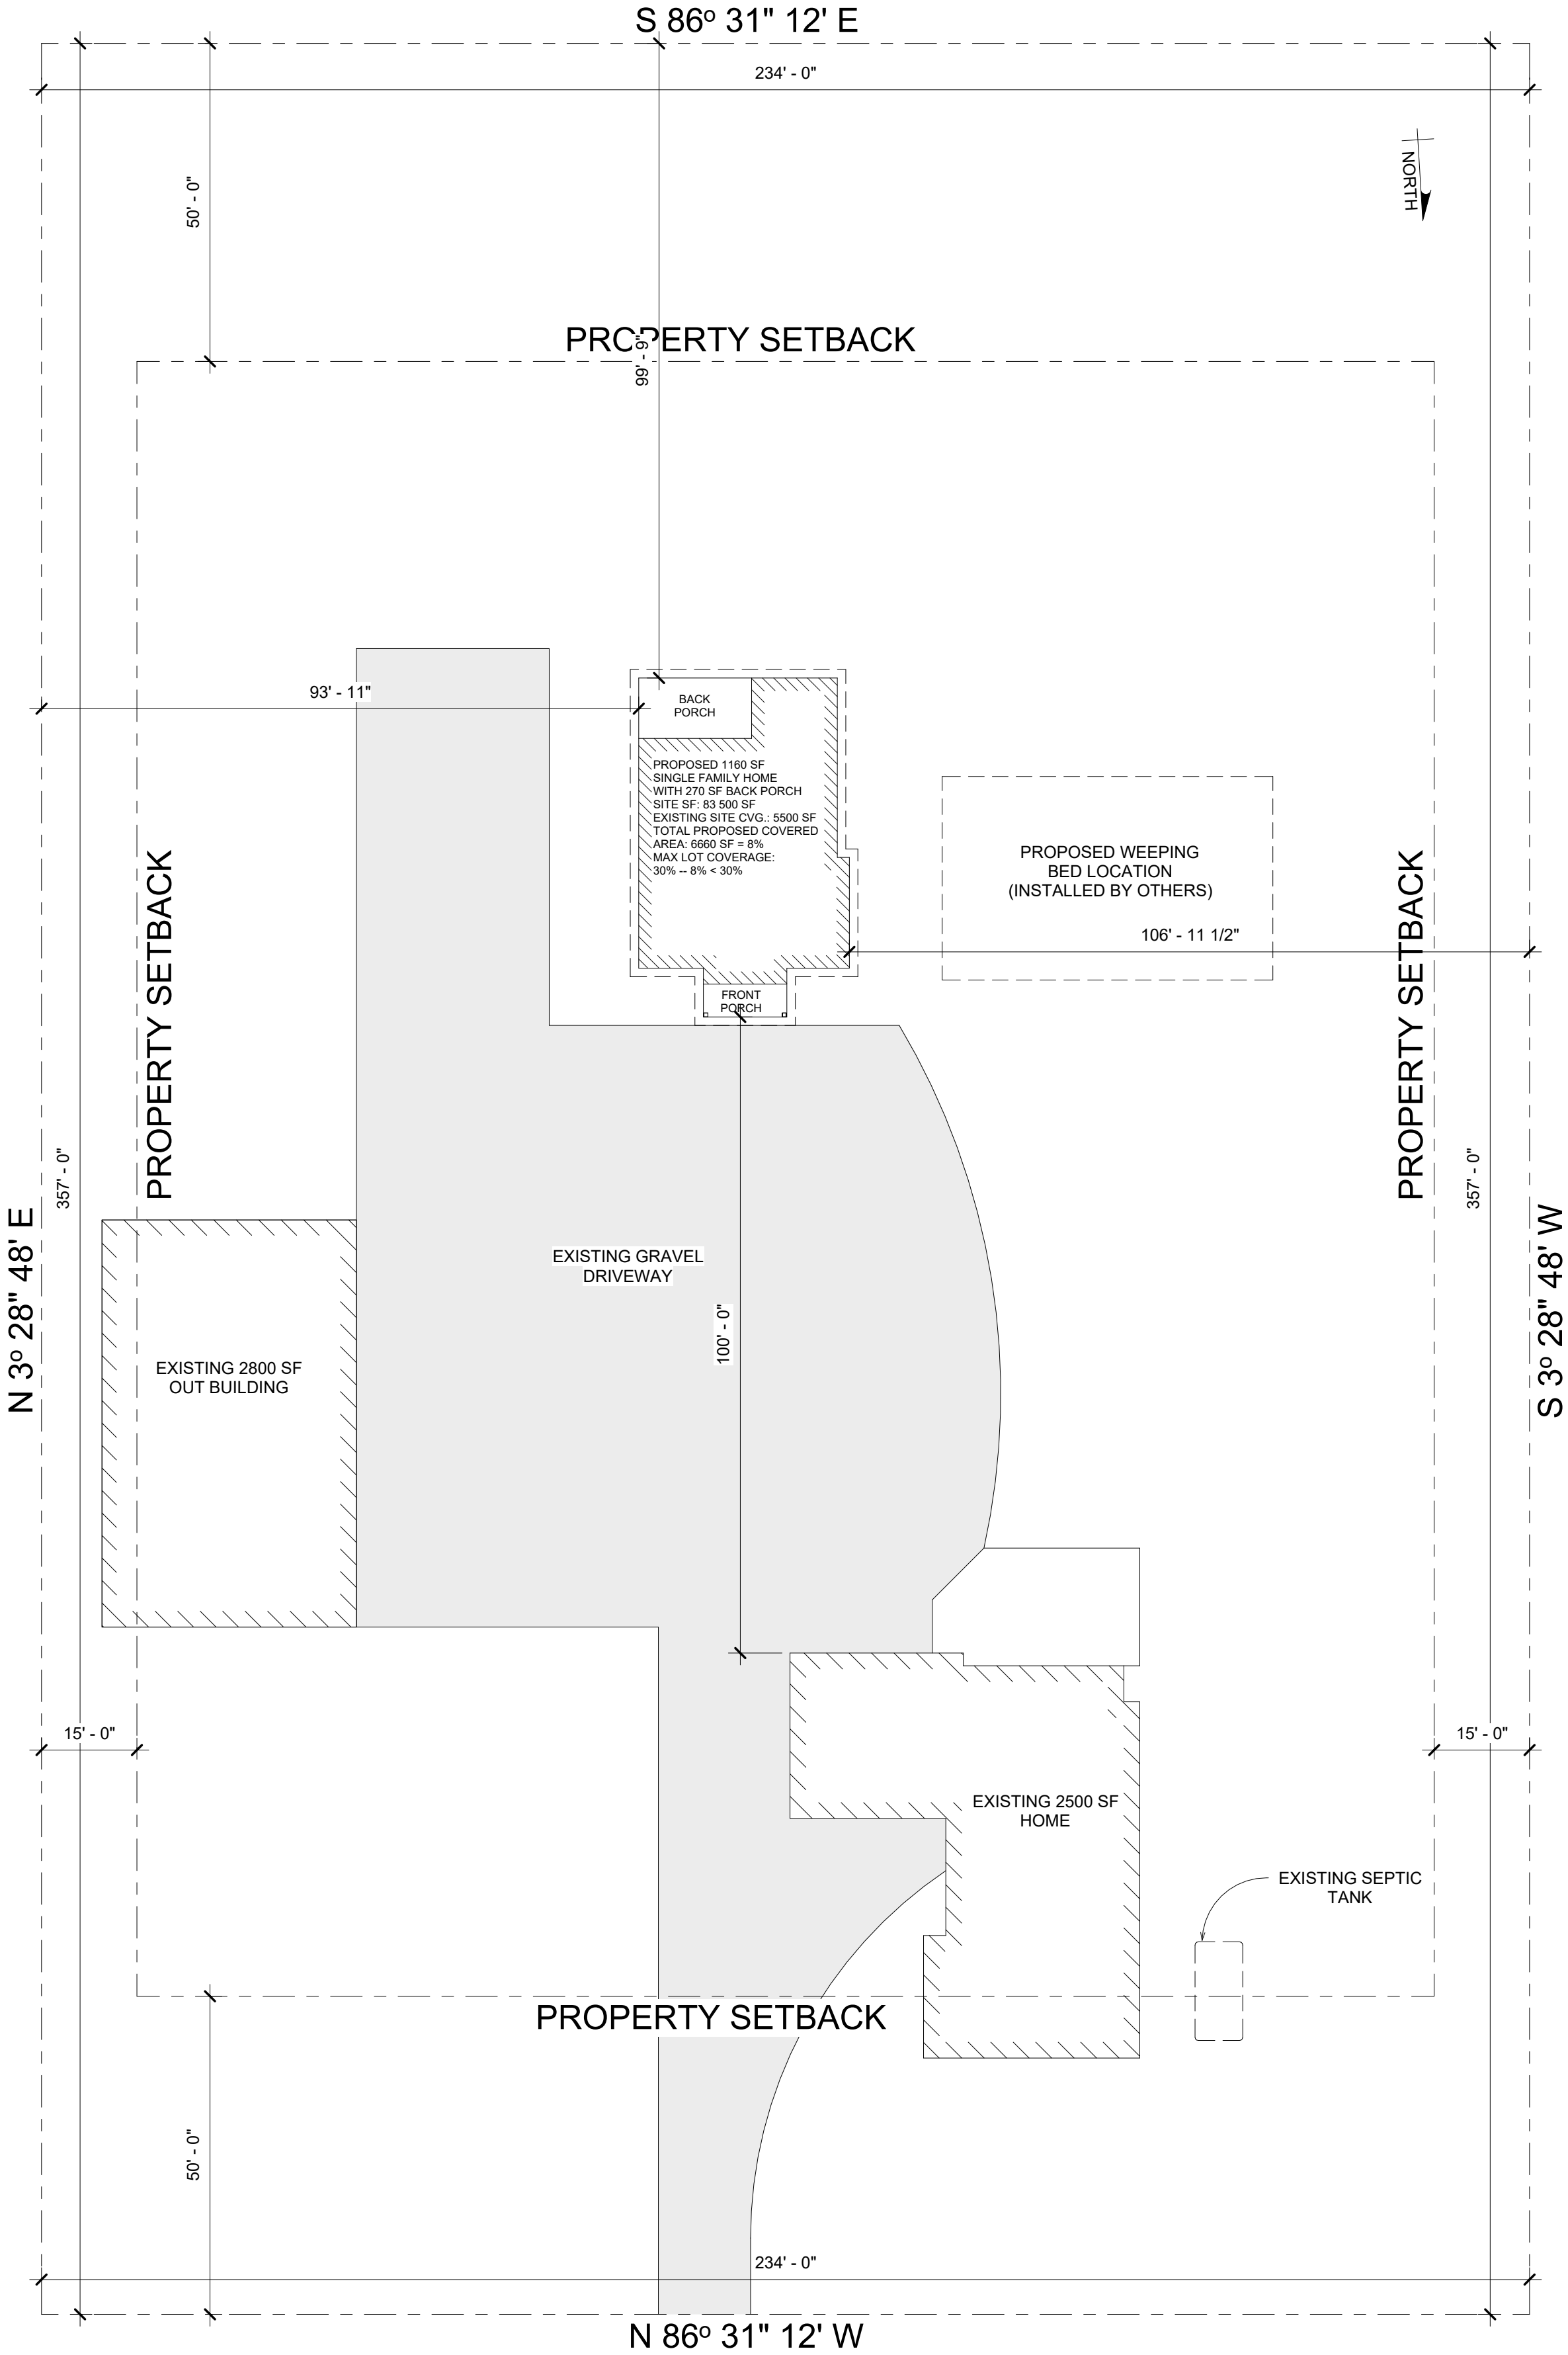 S 86º 31" 12' E
234' - 0"
NORTH
50' - 0"
PROPERTY SETBACK
99' - 9"
93' - 11"
BACK
PORCH
PROPOSED 1160 SF
SINGLE FAMILY HOME
WITH 270 SF BACK PORCH
SITE SF: 83 500 SF
EXISTING SITE CVG.: 5500 SF
TOTAL PROPOSED COVERED
AREA: 6660 SF = 8%
MAX LOT COVERAGE:
30% -- 8% < 30%
PROPOSED WEEPING
BED LOCATION
(INSTALLED BY OTHERS)
106' - 11 1/2"
FRONT
PORCH
PROPERTY SETBACK
PROPERTY SETBACK
357' - 0"
357' - 0"
N 3º 28" 48' E
S 3º 28" 48' W
EXISTING GRAVEL
DRIVEWAY
100' - 0"
EXISTING 2800 SF
OUT BUILDING
15' - 0"
15' - 0"
EXISTING 2500 SF
HOME
EXISTING SEPTIC
TANK
PROPERTY SETBACK
50' - 0"
234' - 0"
N 86º 31" 12' W